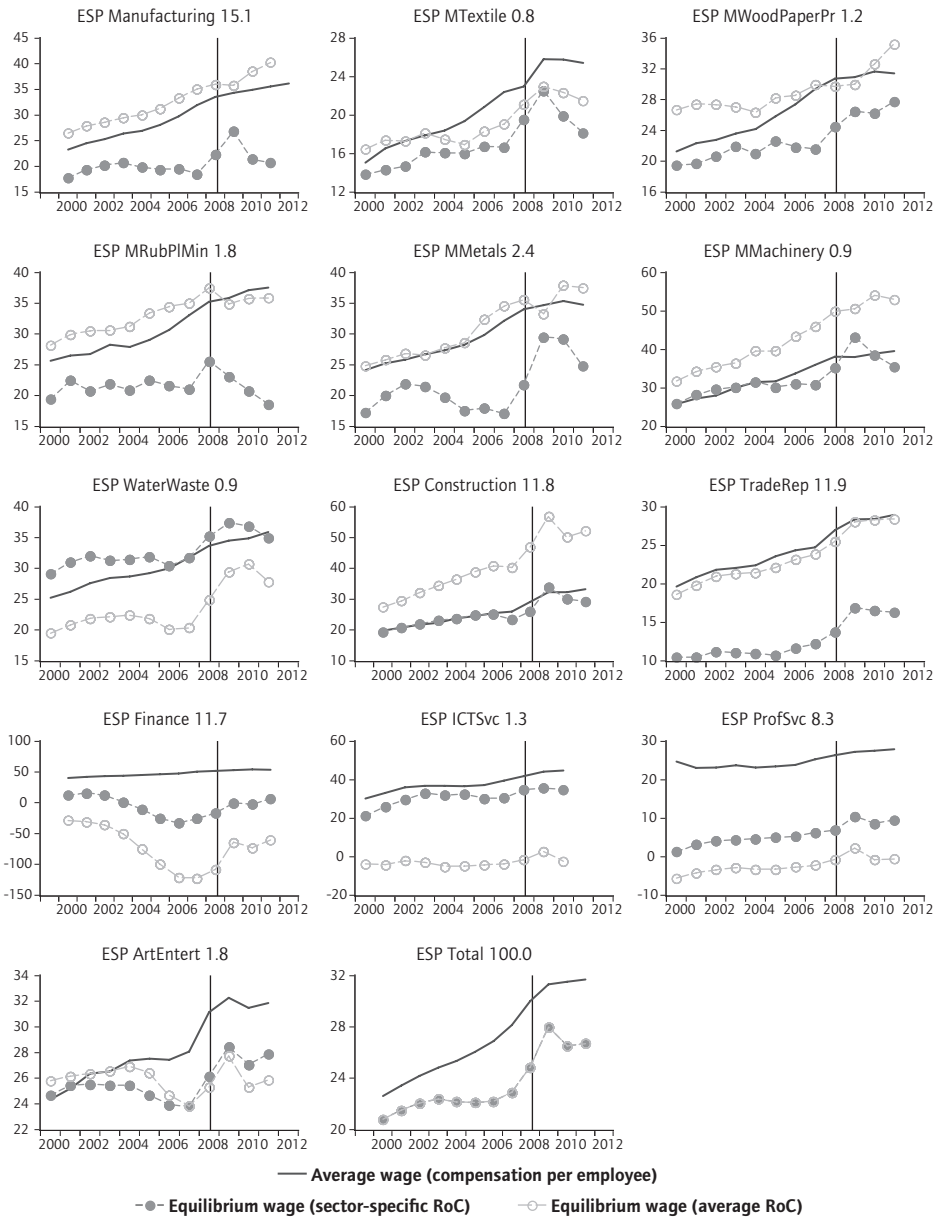 ESP Manufacturing 15.1
45
40
35
30
25
20
15
2000 2002 2004 2006 2008 2010 2012
ESP MTextile 0.8
28
24
20
16
12
2000 2002 2004 2006 2008 2010 2012
ESP MWoodPaperPr 1.2
36
32
28
24
20
16
2000 2002 2004 2006 2008 2010 2012
ESP MRubPlMin 1.8
40
35
30
25
20
15
2000 2002 2004 2006 2008 2010 2012
ESP MMetals 2.4
40
35
30
25
20
15
2000 2002 2004 2006 2008 2010 2012
ESP MMachinery 0.9
60
50
40
30
20
2000 2002 2004 2006 2008 2010 2012
ESP WaterWaste 0.9
40
35
30
25
20
15
2000 2002 2004 2006 2008 2010 2012
ESP Construction 11.8
60
50
40
30
20
10
2000 2002 2004 2006 2008 2010 2012
ESP TradeRep 11.9
30
25
20
15
10
2000 2002 2004 2006 2008 2010 2012
ESP Finance 11.7
100
50
0
-50
-100
-150
2000 2002 2004 2006 2008 2010 2012
ESP ICTSvc 1.3
60
40
20
0
-20
2000 2002 2004 2006 2008 2010 2012
ESP ProfSvc 8.3
30
20
10
0
-10
2000 2002 2004 2006 2008 2010 2012
ESP ArtEntert 1.8
34
32
30
28
26
24
22
2000 2002 2004 2006 2008 2010 2012
ESP Total 100.0
32
28
24
20
2000 2002 2004 2006 2008 2010 2012
Average wage (compensation per employee)
Equilibrium wage (sector-specific RoC) Equilibrium wage (average RoC)